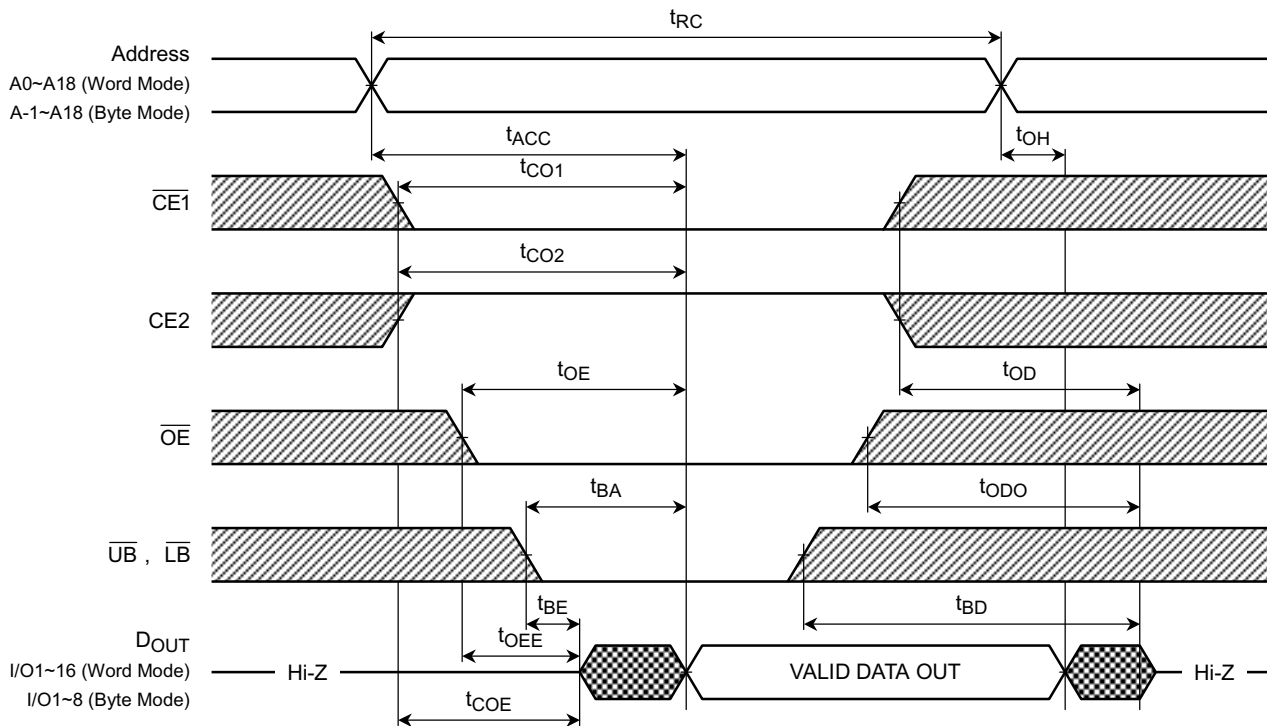 tRC
Address
A0~A18 (Word Mode)
A-1~A18 (Byte Mode)
tACC
tOH
tCO1
CE1
tCO2
CE2
tOE
tOD
OE
tBA
tODO
UB , LB
tBE
tBD
DOUT
tOEE
I/O1~16 (Word Mode)
Hi-Z
VALID DATA OUT
Hi-Z
I/O1~8 (Byte Mode)
tCOE